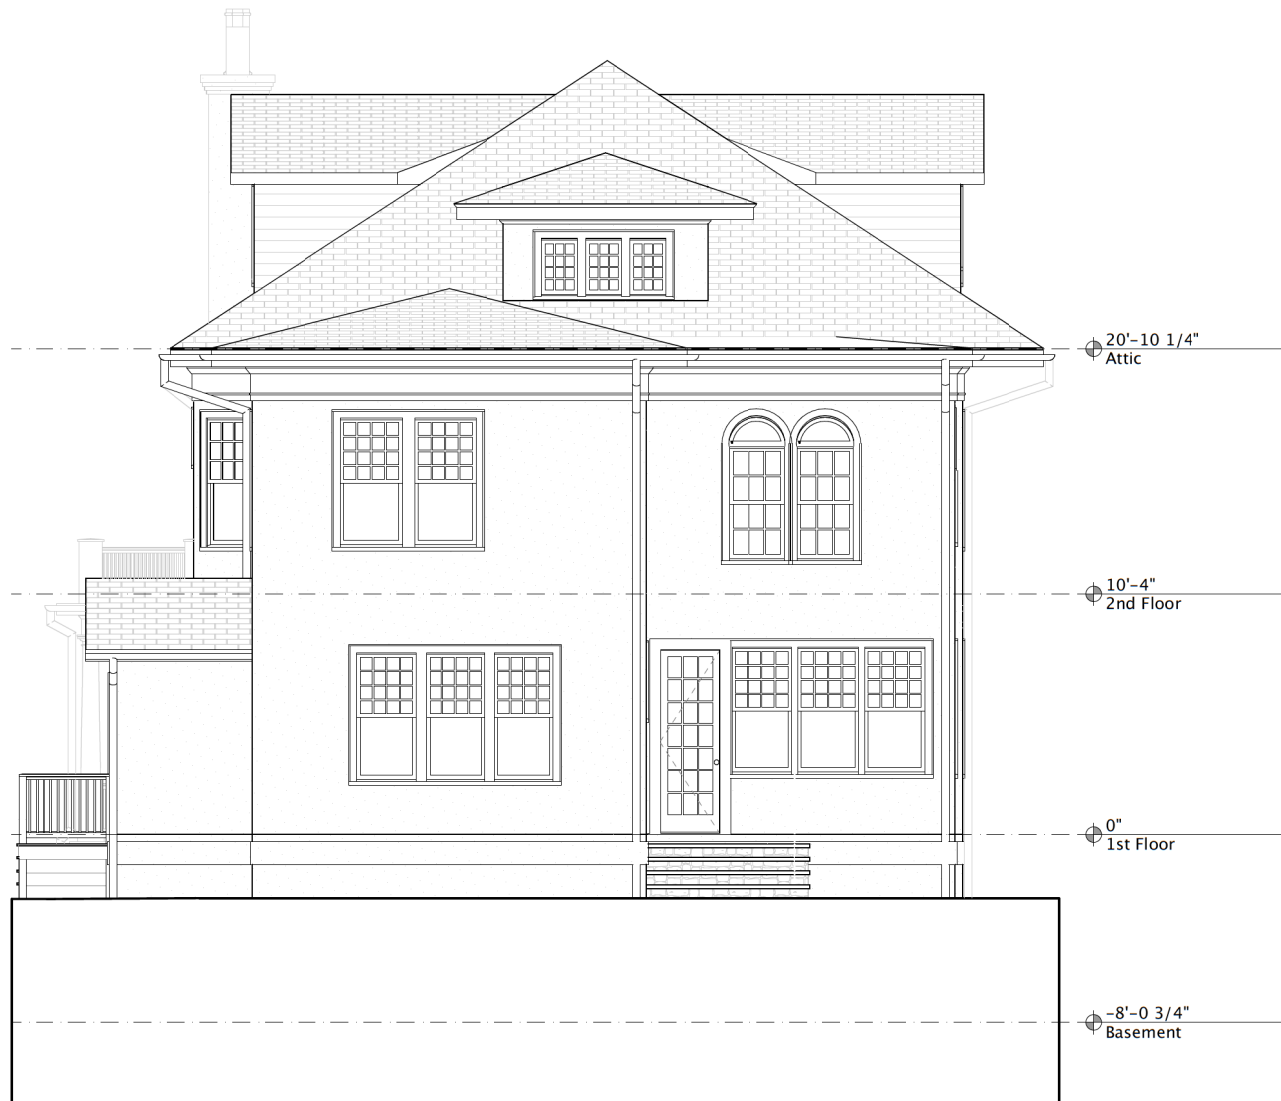 20'-10 1/4"
Attic
10'-4"
2nd Floor
0"
1st Floor
-8'-0 3/4"
Basement